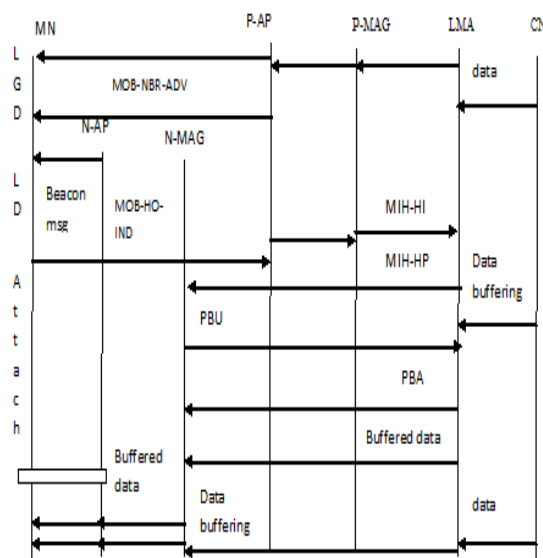 MN
P-AP
P-MAG
LMA
CN
L
G
D
data
MOB-NBR-ADV
N-AP
N-MAG
L
D
Beacon
msg
MOB-HO-
IND
MIH-HI
MIH-HP
Data
buffering
A
t
t
a
c
h
PBU
PBA
Buffered data
Buffered
data
Data
buffering
data